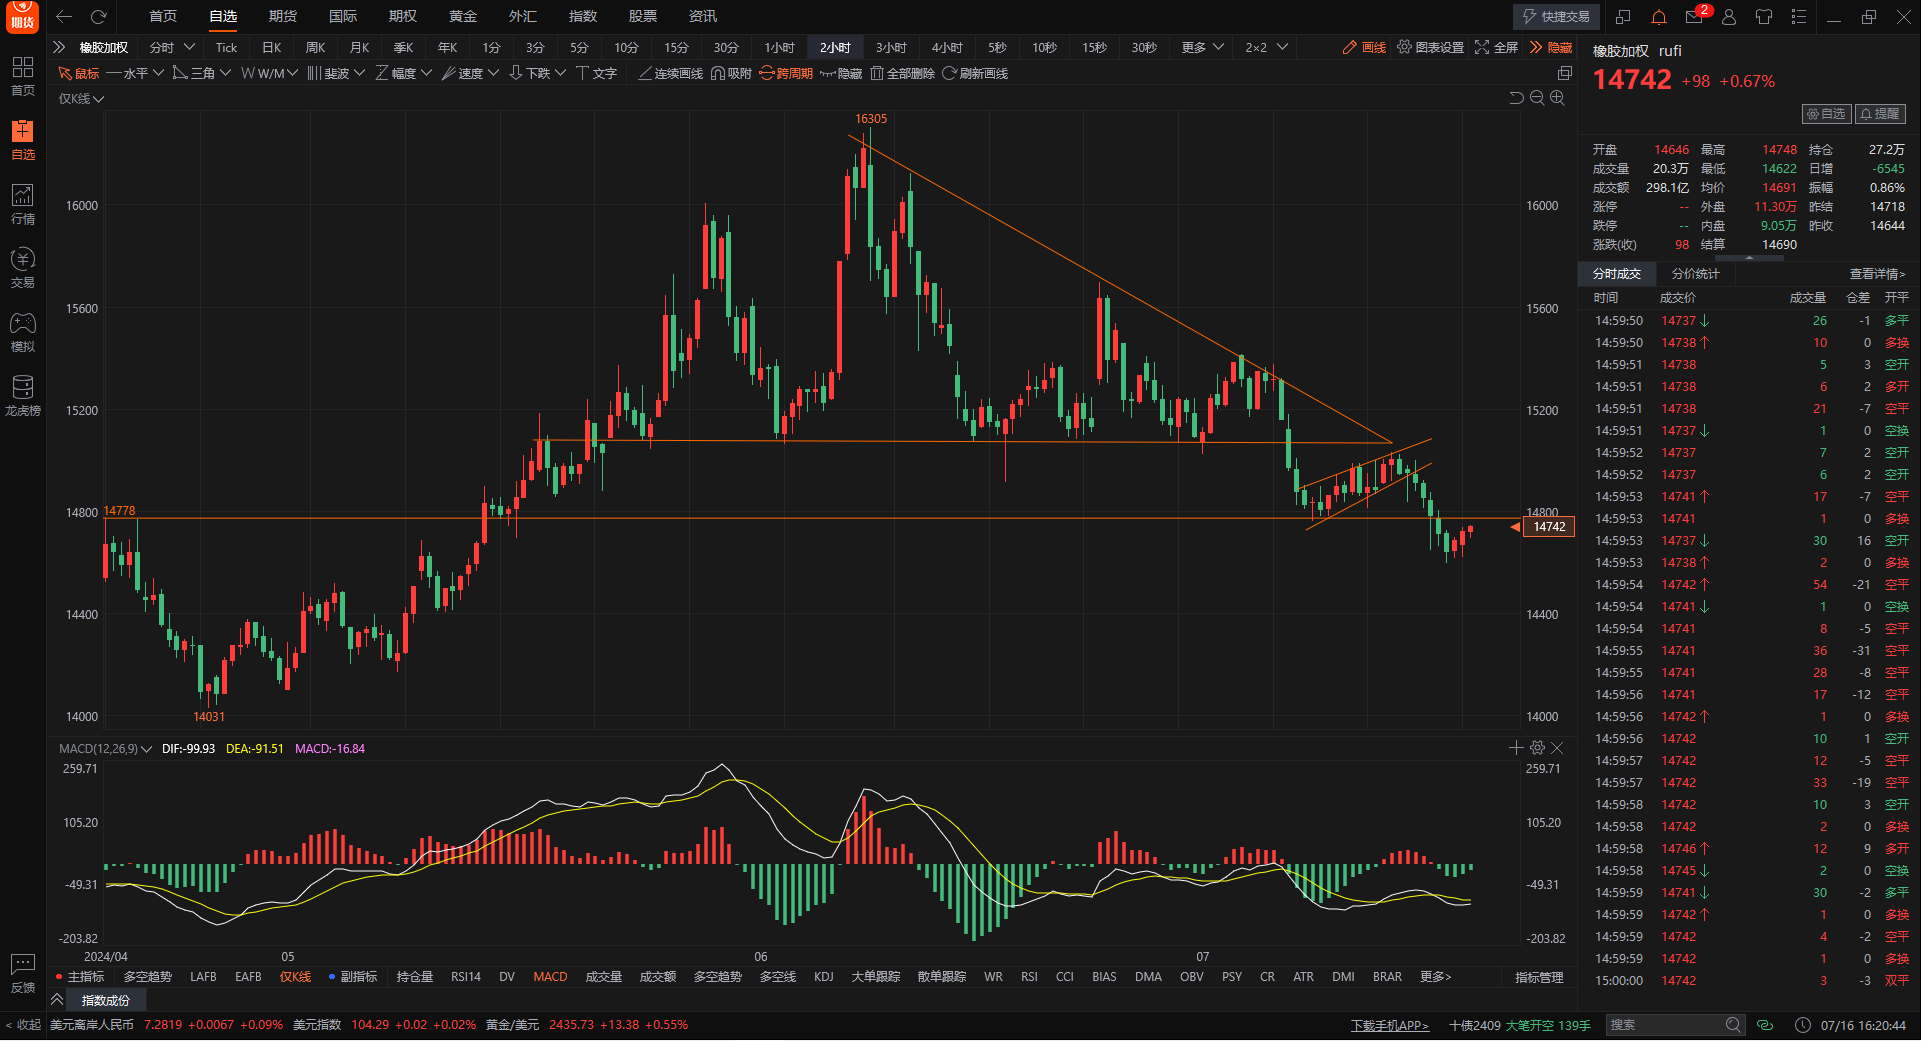 期货
首页 自选 期货 国际 期权 黄金 外汇 指数 股票 资讯
快捷交易 2
橡胶加权 分时 Tick 日K 周K 月K 季K 年K 1分 3分 5分 10分 15分 30分 1小时 2小时 3小时 4小时 5秒 10秒 15秒 30秒 更多 2×2 画线 图表设置 全屏 隐藏
鼠标 水平 三角 W/M 斐波 幅度 速度 下跌 文字 连续画线 吸附 跨周期 隐藏 全部删除 刷新画线
仅K线
首页
自选
行情
交易
模拟
龙虎榜
反馈
< 收起
16305
16000 16000
15600 15600
15200 15200
14778
14800 14800
14742
14400 14400
14031
14000 14000
MACD(12,26,9) DIF:-99.93 DEA:-91.51 MACD:-16.84
259.71 259.71
105.20 105.20
-49.31 -49.31
-203.82 -203.82
2024/04 05 06 07
主指标 多空趋势 LAFB EAFB 仅K线 副指标 持仓量 RSI14 DV MACD 成交量 成交额 多空趋势 多空线 KDJ 大单跟踪 散单跟踪 WR RSI CCI BIAS DMA OBV PSY CR ATR DMI BRAR 更多> 指标管理
指数成份
橡胶加权 rufi
14742 +98 +0.67%
自选 提醒
开盘 14646 最高 14748 持仓 27.2万
成交量 20.3万 最低 14622 日增 -6545
成交额 298.1亿 均价 14691 振幅 0.86%
涨停 -- 外盘 11.30万 昨结 14718
跌停 -- 内盘 9.05万 昨收 14644
涨跌(收) 98 结算 14690
分时成交 分价统计 查看详情>
时间 成交价 成交量 仓差 开平
14:59:50 14737↓ 26 -1 多平
14:59:50 14738↑ 10 0 多换
14:59:51 14738 5 3 空开
14:59:51 14738 6 2 多开
14:59:51 14738 21 -7 空平
14:59:51 14737↓ 1 0 空换
14:59:52 14737 7 2 空开
14:59:52 14737 6 2 空开
14:59:53 14741↑ 17 -7 空平
14:59:53 14741 1 0 多换
14:59:53 14737↓ 30 16 空开
14:59:53 14738↑ 2 0 多换
14:59:54 14742↑ 54 -21 空平
14:59:54 14741↓ 1 0 空换
14:59:54 14741 8 -5 空平
14:59:55 14741 36 -31 空平
14:59:55 14741 28 -8 空平
14:59:56 14741 17 -12 空平
14:59:56 14742↑ 1 0 多换
14:59:56 14742 10 1 空开
14:59:57 14742 12 -5 空平
14:59:57 14742 33 -19 空平
14:59:58 14742 10 3 空开
14:59:58 14742 2 0 多换
14:59:58 14746↑ 12 9 多开
14:59:58 14745↓ 2 0 空换
14:59:59 14741↓ 30 -2 多平
14:59:59 14742↑ 1 0 多换
14:59:59 14742 4 -2 空平
14:59:59 14742 1 0 多换
15:00:00 14742 3 -3 双平
美元离岸人民币 7.2819 +0.0067 +0.09% 美元指数 104.29 +0.02 +0.02% 黄金/美元 2435.73 +13.38 +0.55% 下载手机APP> 十债2409 大笔开空 139手 搜索 07/16 16:20:44